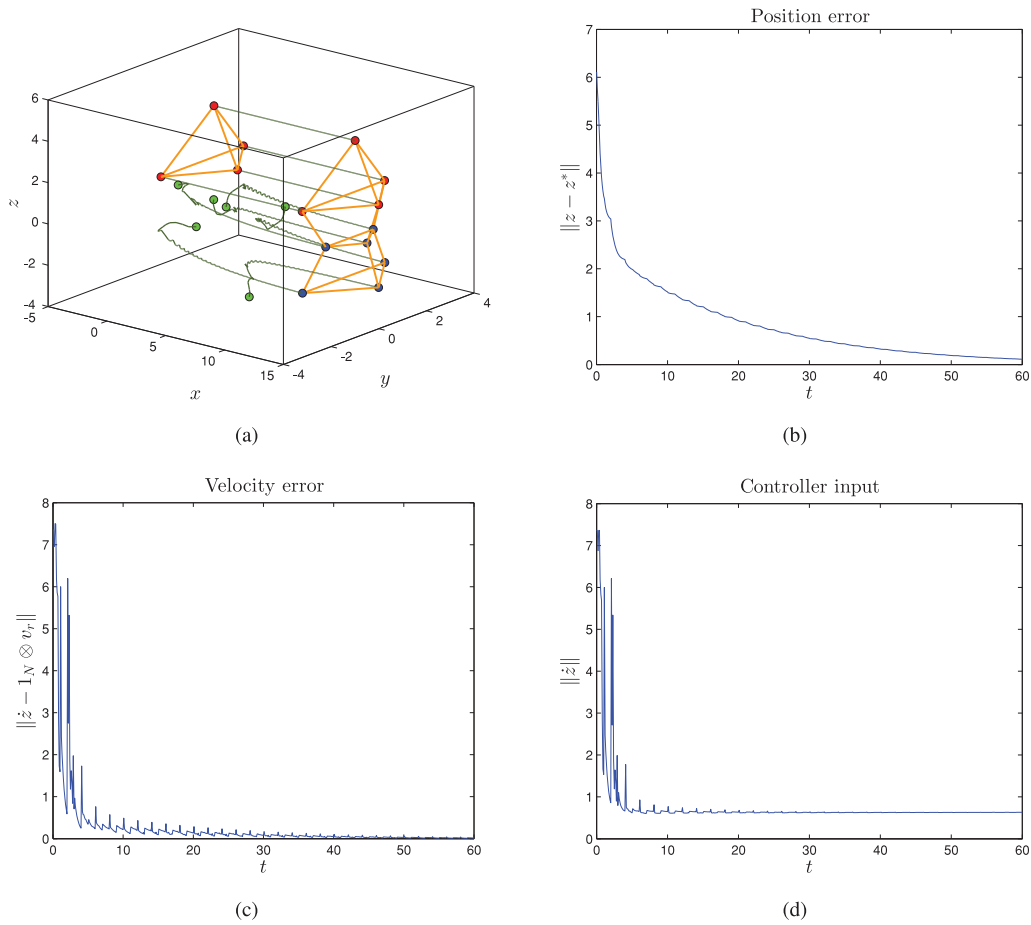 6
4
2
0
-2
-4
z
-5
0
5
10
15
x
-4
-2
0
2
4
y
(a)
Position error
7
6
5
4
3
2
1
0
‖z − z*‖
0 10 20 30 40 50 60
t
(b)
Velocity error
8
7
6
5
4
3
2
1
0
‖ż − 1_N ⊗ v_r‖
0 10 20 30 40 50 60
t
(c)
Controller input
8
7
6
5
4
3
2
1
0
‖ż‖
0 10 20 30 40 50 60
t
(d)